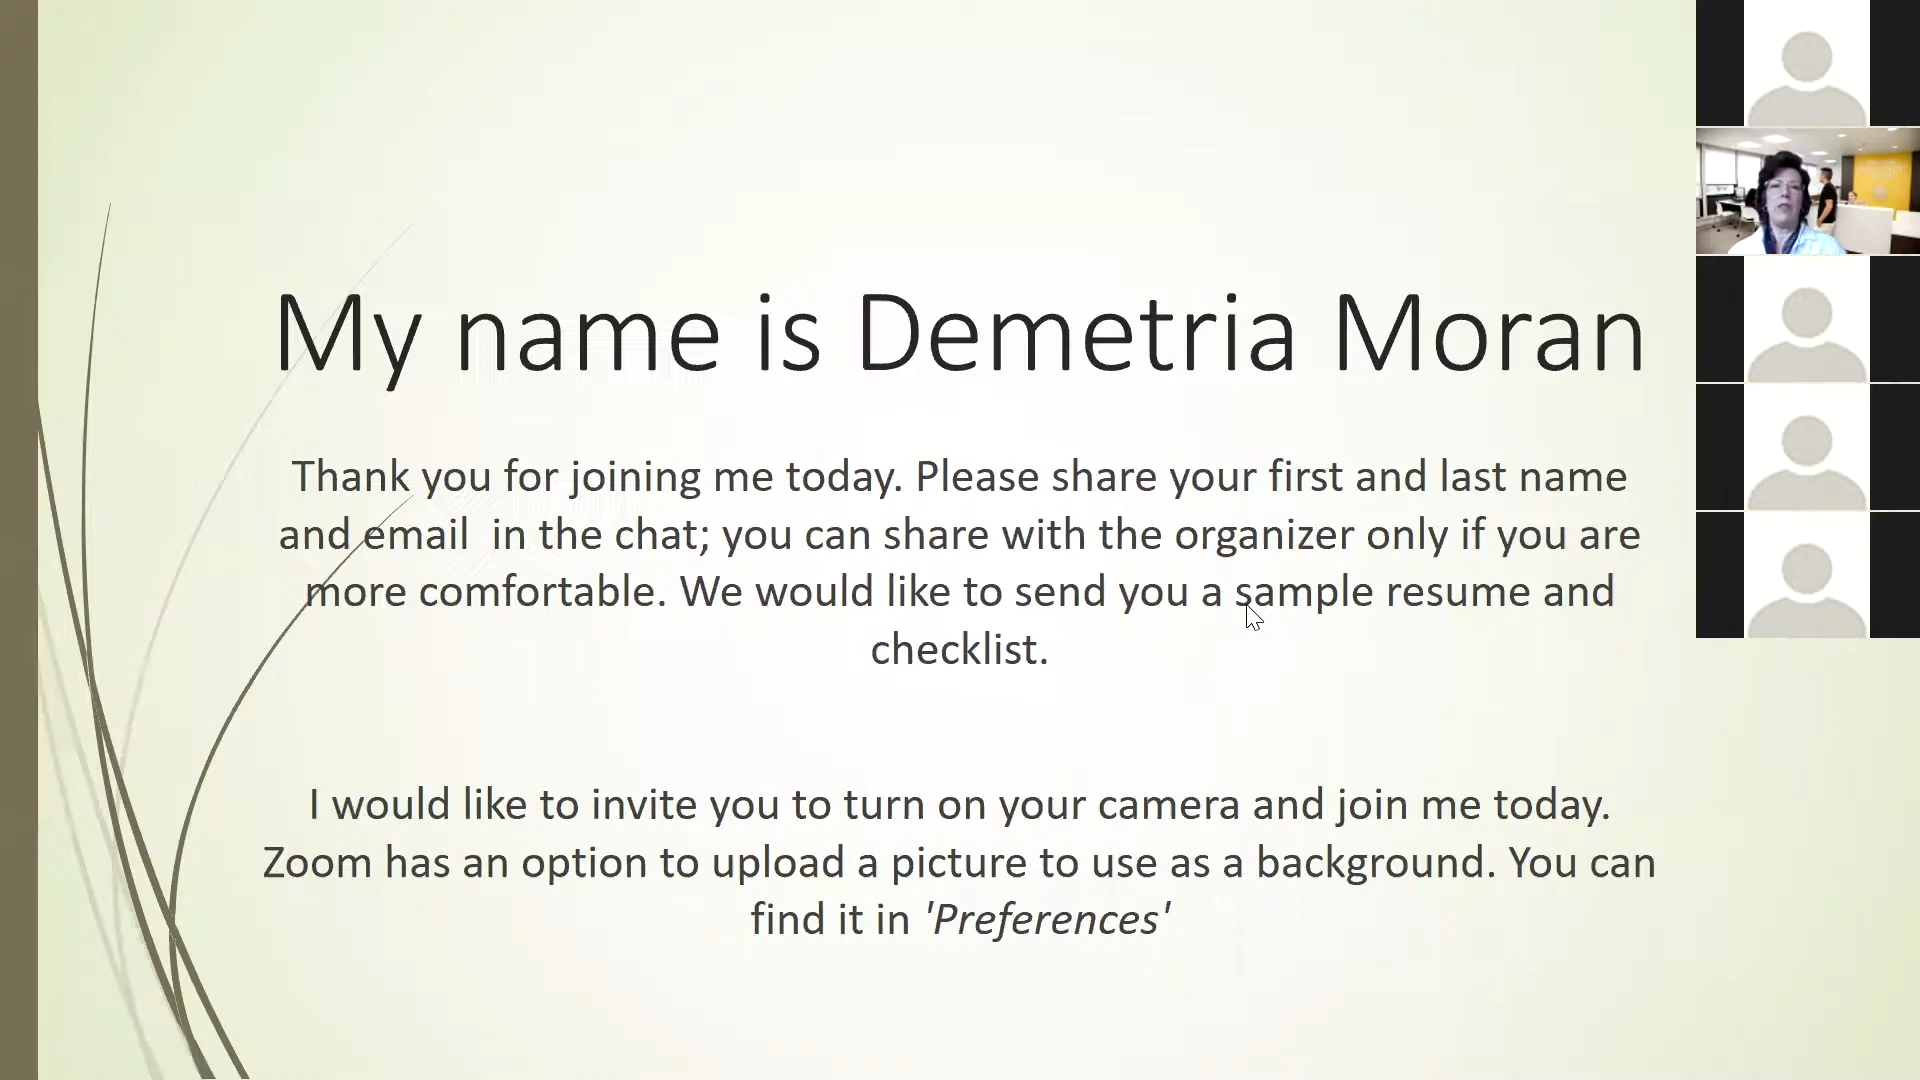 My name is Demetria Moran
Thank you for joining me today. Please share your first and last name
and email  in the chat; you can share with the organizer only if you are
more comfortable. We would like to send you a sample resume and
checklist.
I would like to invite you to turn on your camera and join me today.
Zoom has an option to upload a picture to use as a background. You can
find it in 'Preferences'